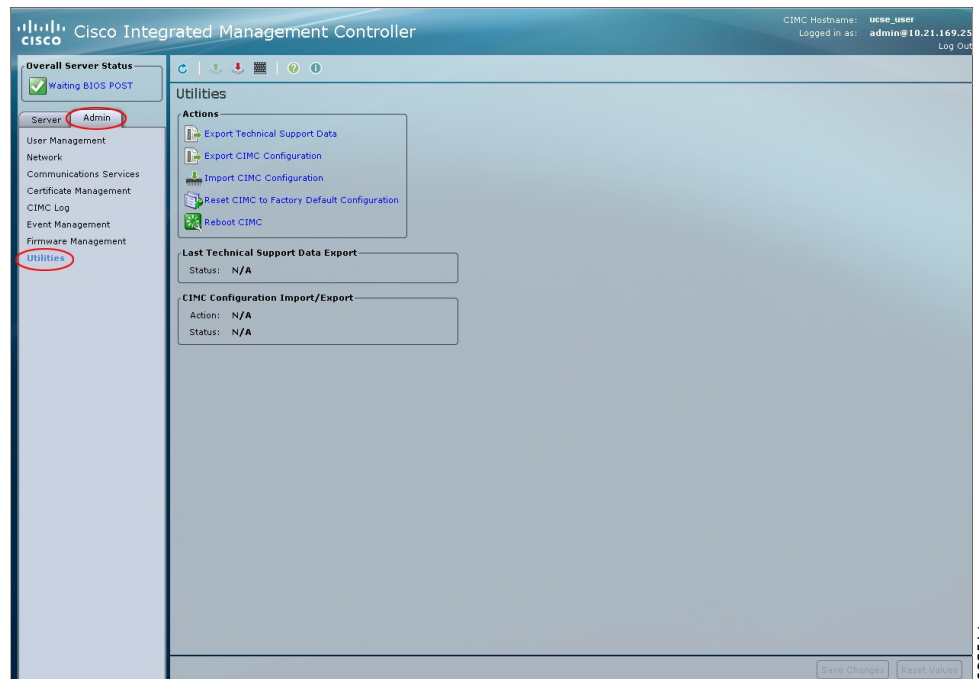 CISCO Cisco Integrated Management Controller
CIMC Hostname: ucse_user
Logged in as: admin@10.21.169.25
Log Out
Overall Server Status
Waiting BIOS POST
Server Admin
User Management
Network
Communications Services
Certificate Management
CIMC Log
Event Management
Firmware Management
Utilities
Utilities
Actions
Export Technical Support Data
Export CIMC Configuration
Import CIMC Configuration
Reset CIMC to Factory Default Configuration
Reboot CIMC
Last Technical Support Data Export
Status: N/A
CIMC Configuration Import/Export
Action: N/A
Status: N/A
Save Changes Reset Values